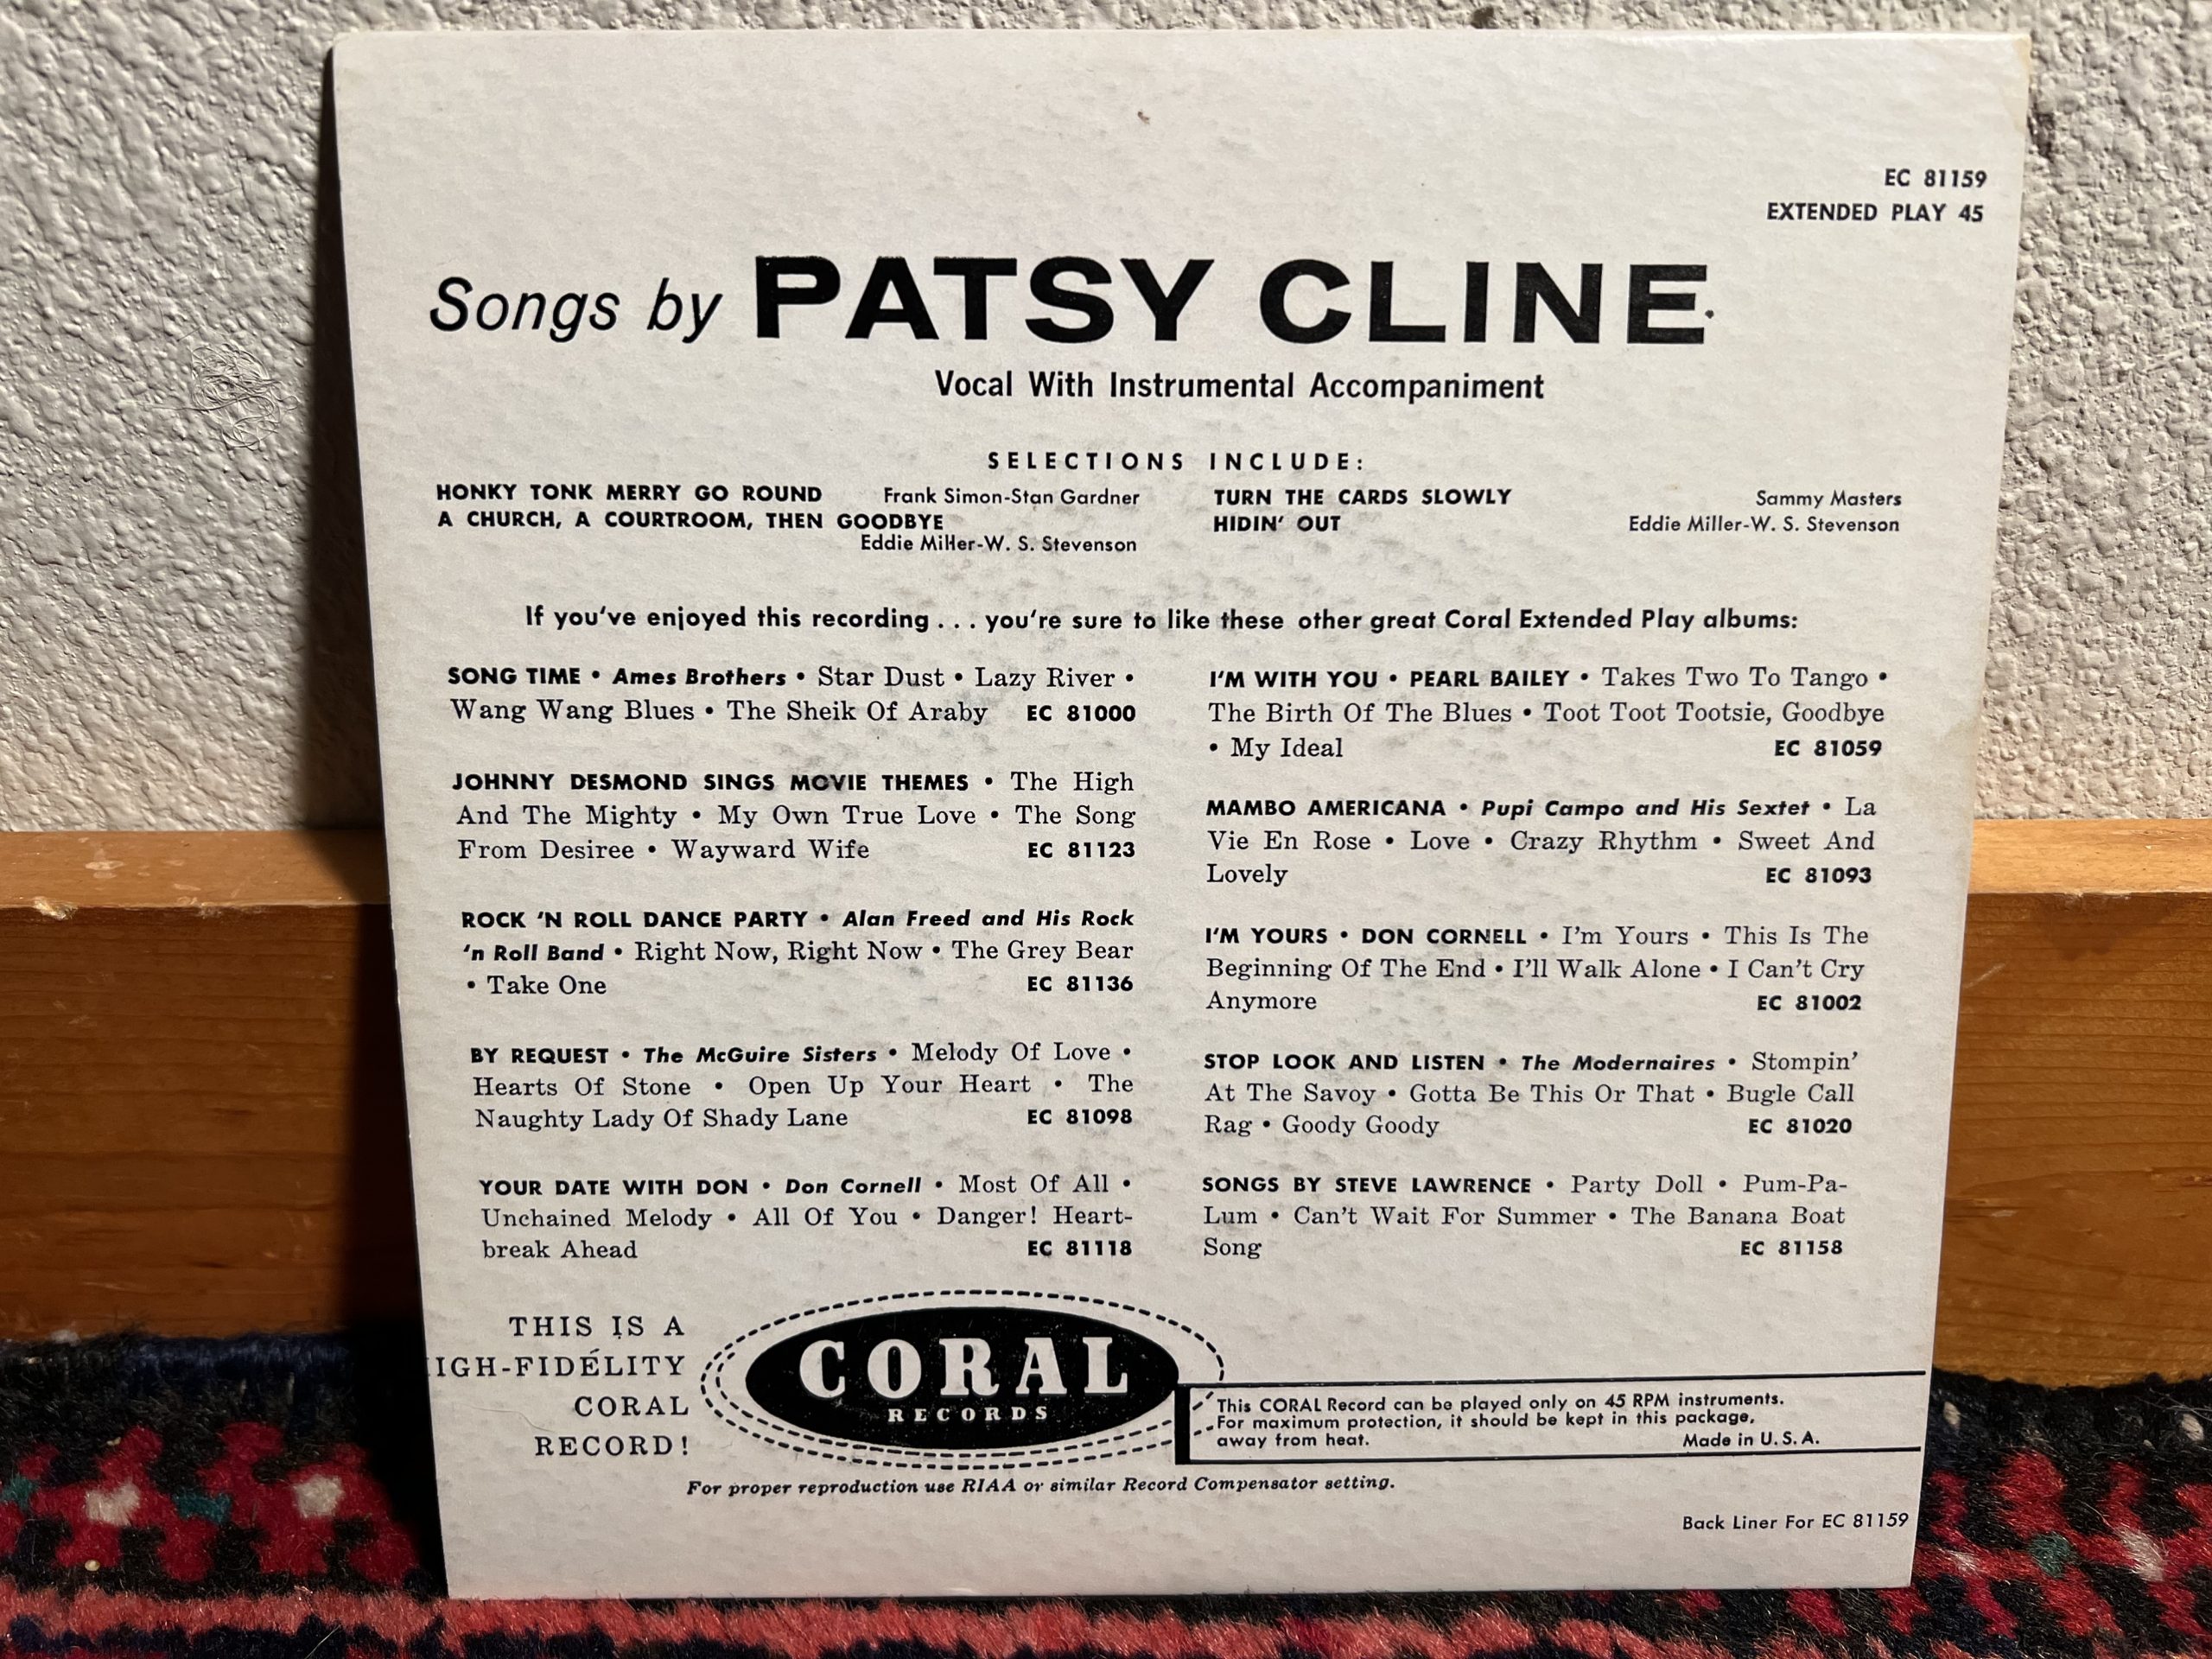 EC 81159
EXTENDED PLAY 45
Songs by PATSY CLINE
Vocal With Instrumental Accompaniment
SELECTIONS INCLUDE:
HONKY TONK MERRY GO ROUND Frank Simon-Stan Gardner
A CHURCH, A COURTROOM, THEN GOODBYE
Eddie Miller-W. S. Stevenson
TURN THE CARDS SLOWLY Sammy Masters
HIDIN' OUT Eddie Miller-W. S. Stevenson
If you've enjoyed this recording . . . you're sure to like these other great Coral Extended Play albums:
SONG TIME • Ames Brothers • Star Dust • Lazy River •
Wang Wang Blues • The Sheik Of Araby EC 81000
JOHNNY DESMOND SINGS MOVIE THEMES • The High
And The Mighty • My Own True Love • The Song
From Desiree • Wayward Wife EC 81123
ROCK 'N ROLL DANCE PARTY • Alan Freed and His Rock
'n Roll Band • Right Now, Right Now • The Grey Bear
• Take One EC 81136
BY REQUEST • The McGuire Sisters • Melody Of Love •
Hearts Of Stone • Open Up Your Heart • The
Naughty Lady Of Shady Lane EC 81098
YOUR DATE WITH DON • Don Cornell • Most Of All •
Unchained Melody • All Of You • Danger! Heart-
break Ahead EC 81118
I'M WITH YOU • PEARL BAILEY • Takes Two To Tango •
The Birth Of The Blues • Toot Toot Tootsie, Goodbye
• My Ideal EC 81059
MAMBO AMERICANA • Pupi Campo and His Sextet • La
Vie En Rose • Love • Crazy Rhythm • Sweet And
Lovely EC 81093
I'M YOURS • DON CORNELL • I'm Yours • This Is The
Beginning Of The End • I'll Walk Alone • I Can't Cry
Anymore EC 81002
STOP LOOK AND LISTEN • The Modernaires • Stompin'
At The Savoy • Gotta Be This Or That • Bugle Call
Rag • Goody Goody EC 81020
SONGS BY STEVE LAWRENCE • Party Doll • Pum-Pa-
Lum • Can't Wait For Summer • The Banana Boat
Song EC 81158
THIS IS A
IGH-FIDELITY
CORAL
RECORD!
CORAL
RECORDS
This CORAL Record can be played only on 45 RPM instruments.
For maximum protection, it should be kept in this package,
away from heat. Made in U. S. A.
For proper reproduction use RIAA or similar Record Compensator setting.
Back Liner For EC 81159